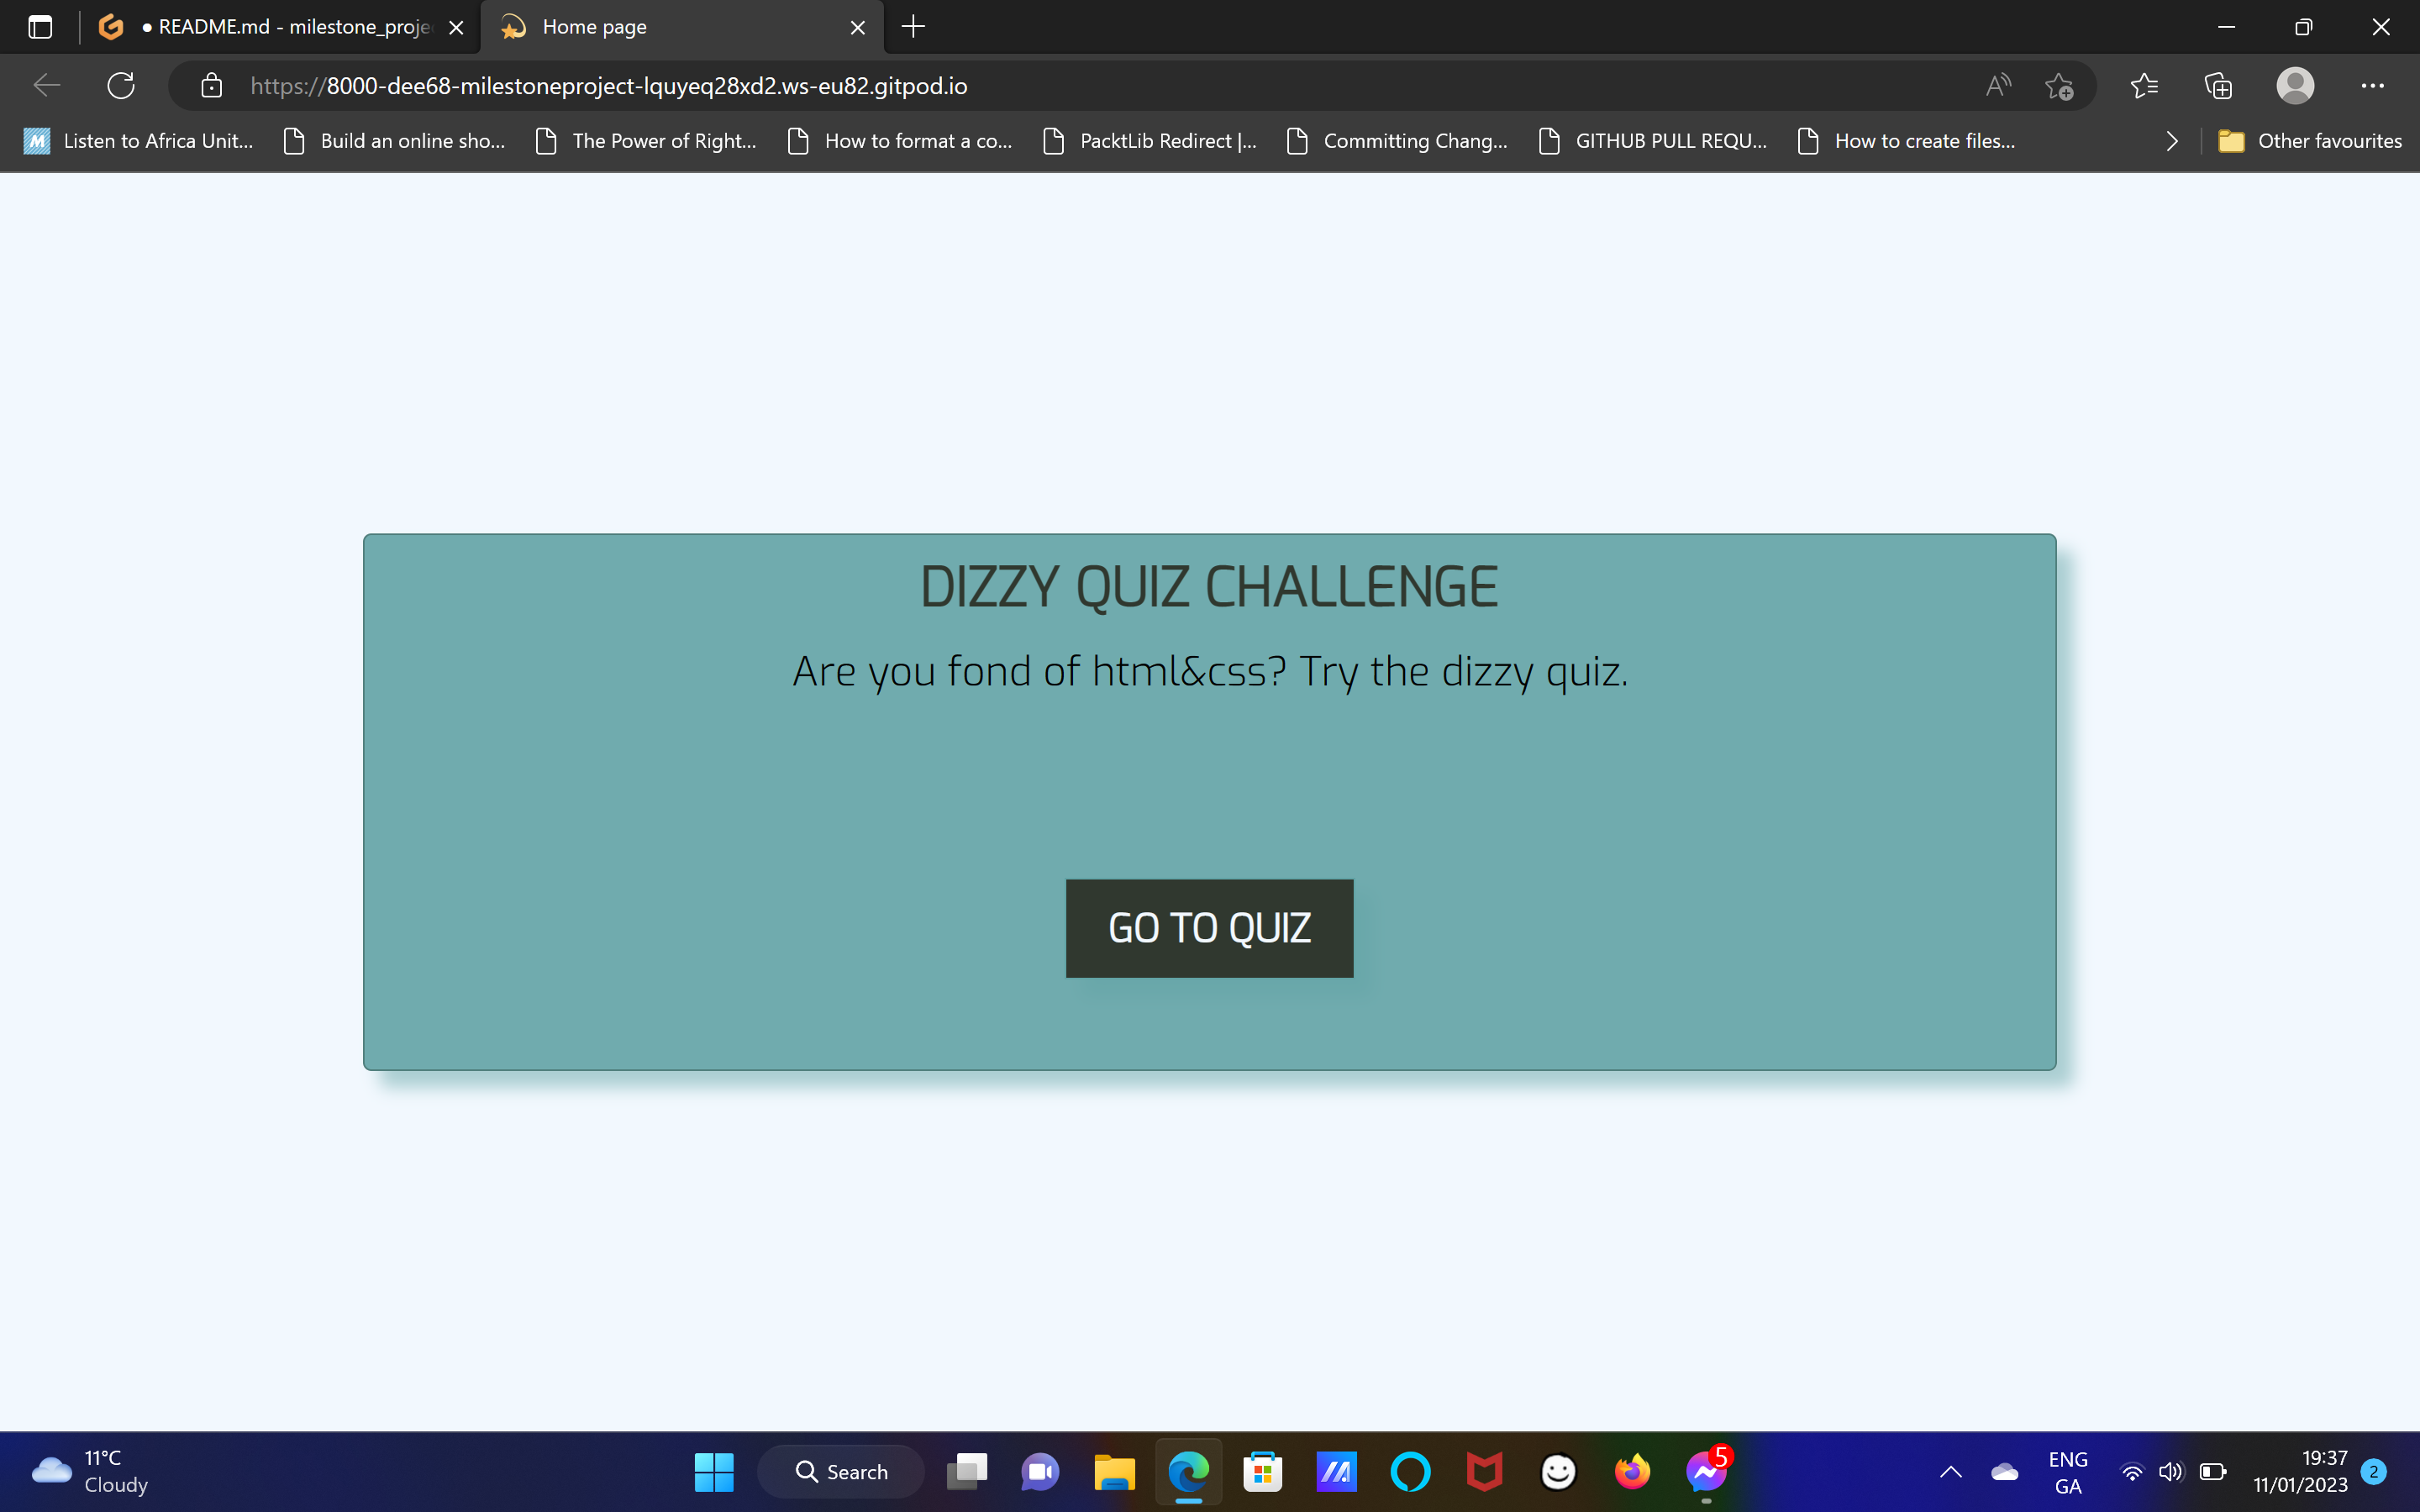 ● README.md - milestone_proje
Home page
https://8000-dee68-milestoneproject-lquyeq28xd2.ws-eu82.gitpod.io
Listen to Africa Unit...
Build an online sho...
The Power of Right...
How to format a co...
PacktLib Redirect |...
Committing Chang...
GITHUB PULL REQU...
How to create files...
Other favourites
DIZZY QUIZ CHALLENGE
Are you fond of html&css? Try the dizzy quiz.
GO TO QUIZ
11°C
Cloudy
Search
5
ENG
GA
19:37
11/01/2023
2